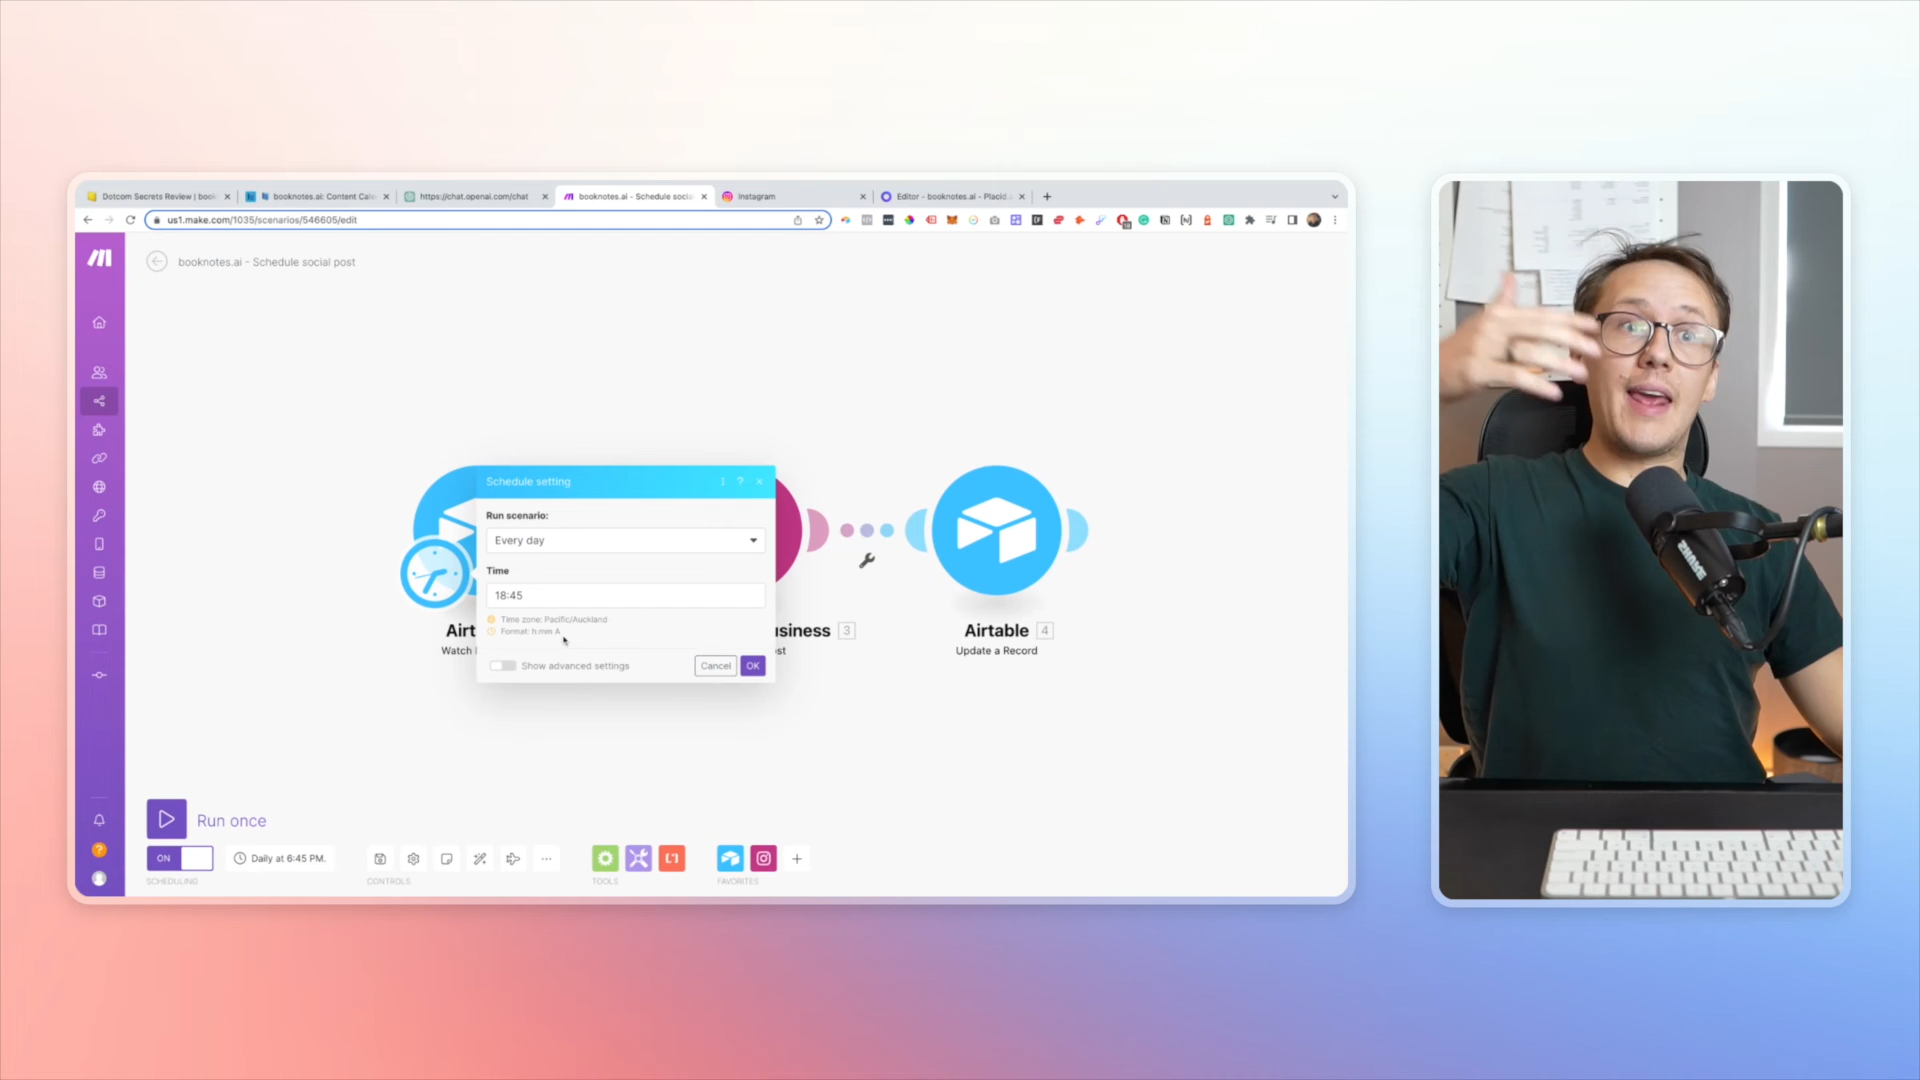 Dotcom Secrets Review | book
booknotes.ai: Content Cale
https://chat.openai.com/chat
booknotes.ai - Schedule socia
Instagram
Editor - booknotes.ai - Placid
us1.make.com/1035/scenarios/546605/edit
booknotes.ai - Schedule social post
Schedule setting
Run scenario:
Every day
Time
18:45
Time zone: Pacific/Auckland
Format: h:mm A
Show advanced settings
Cancel
OK
Airt
Watch
usiness 3
st
Airtable 4
Update a Record
Run once
ON
Daily at 6:45 PM.
SCHEDULING
CONTROLS
TOOLS
FAVORITES
SHURE